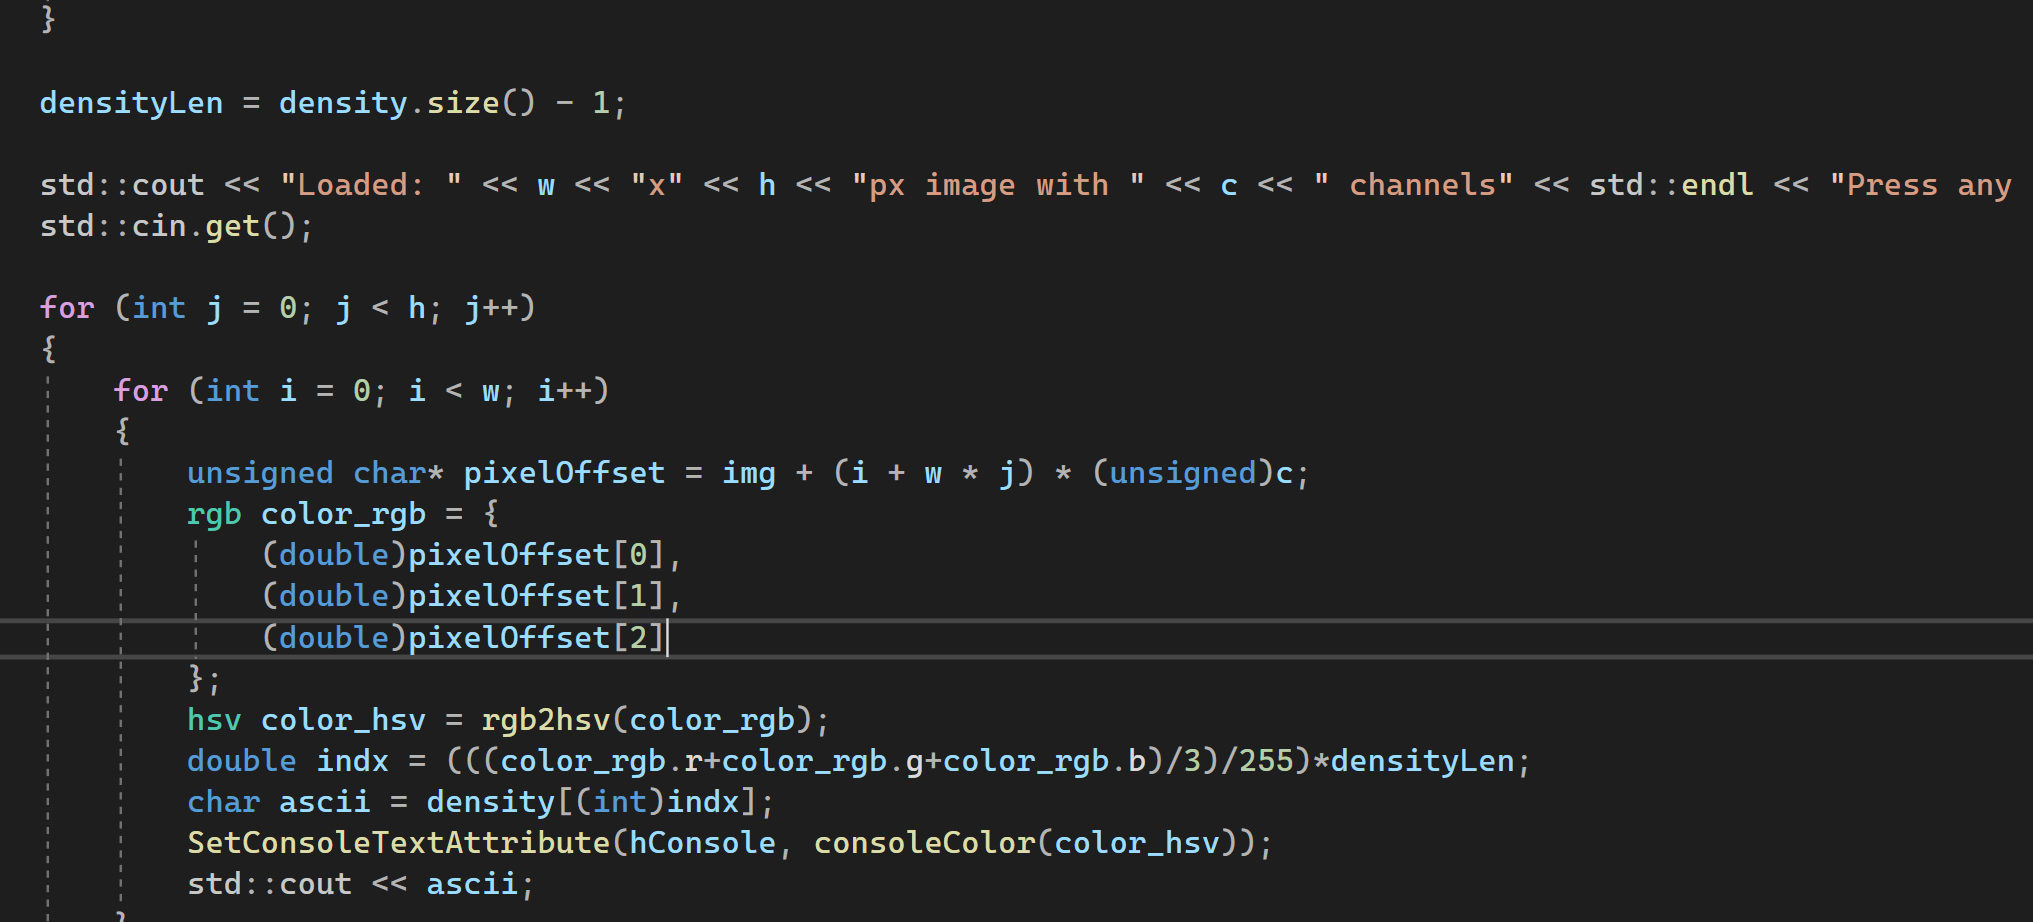 }
densityLen = density.size() - 1;
std::cout << "Loaded: " << w << "x" << h << "px image with " << c << " channels" << std::endl << "Press any
std::cin.get();
for (int j = 0; j < h; j++)
{
for (int i = 0; i < w; i++)
{
unsigned char* pixelOffset = img + (i + w * j) * (unsigned)c;
rgb color_rgb = {
(double)pixelOffset[0],
(double)pixelOffset[1],
(double)pixelOffset[2]
};
hsv color_hsv = rgb2hsv(color_rgb);
double indx = (((color_rgb.r+color_rgb.g+color_rgb.b)/3)/255)*densityLen;
char ascii = density[(int)indx];
SetConsoleTextAttribute(hConsole, consoleColor(color_hsv));
std::cout << ascii;
}